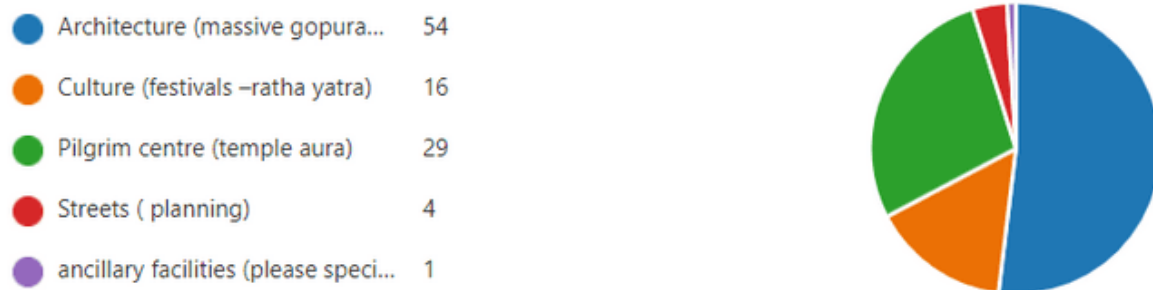 Architecture (massive gopura... 54
Culture (festivals –ratha yatra) 16
Pilgrim centre (temple aura) 29
Streets ( planning) 4
ancillary facilities (please speci... 1